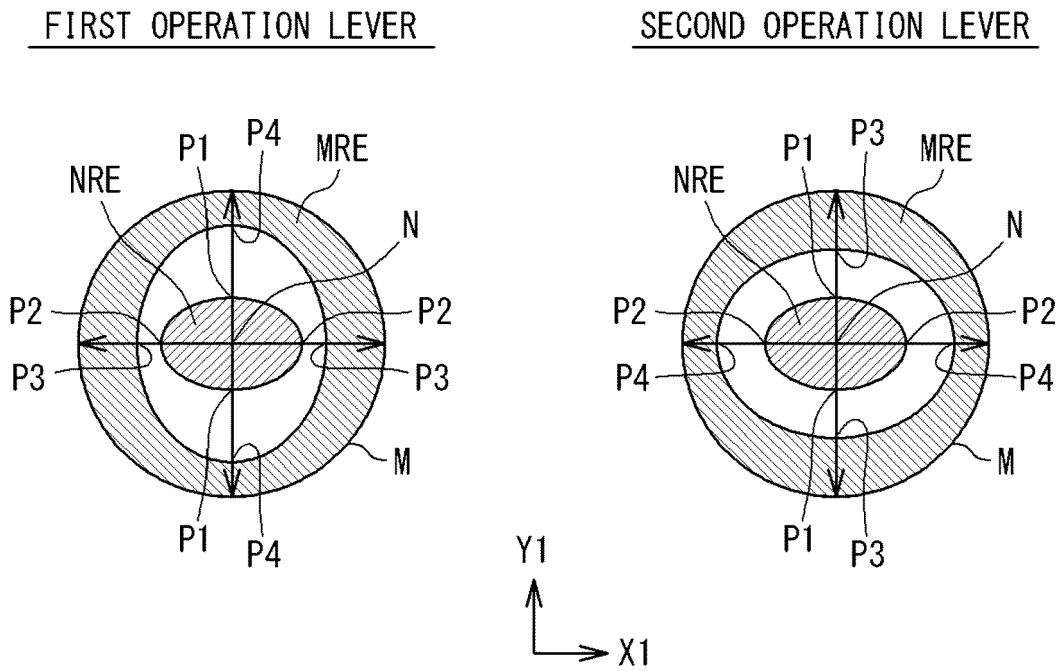 FIRST OPERATION LEVER
SECOND OPERATION LEVER
P1
P4
MRE
NRE
N
P2
P2
P3
P3
M
P1
P4
P1
P3
MRE
NRE
N
P2
P2
P4
P4
M
P1
P3
Y1
X1